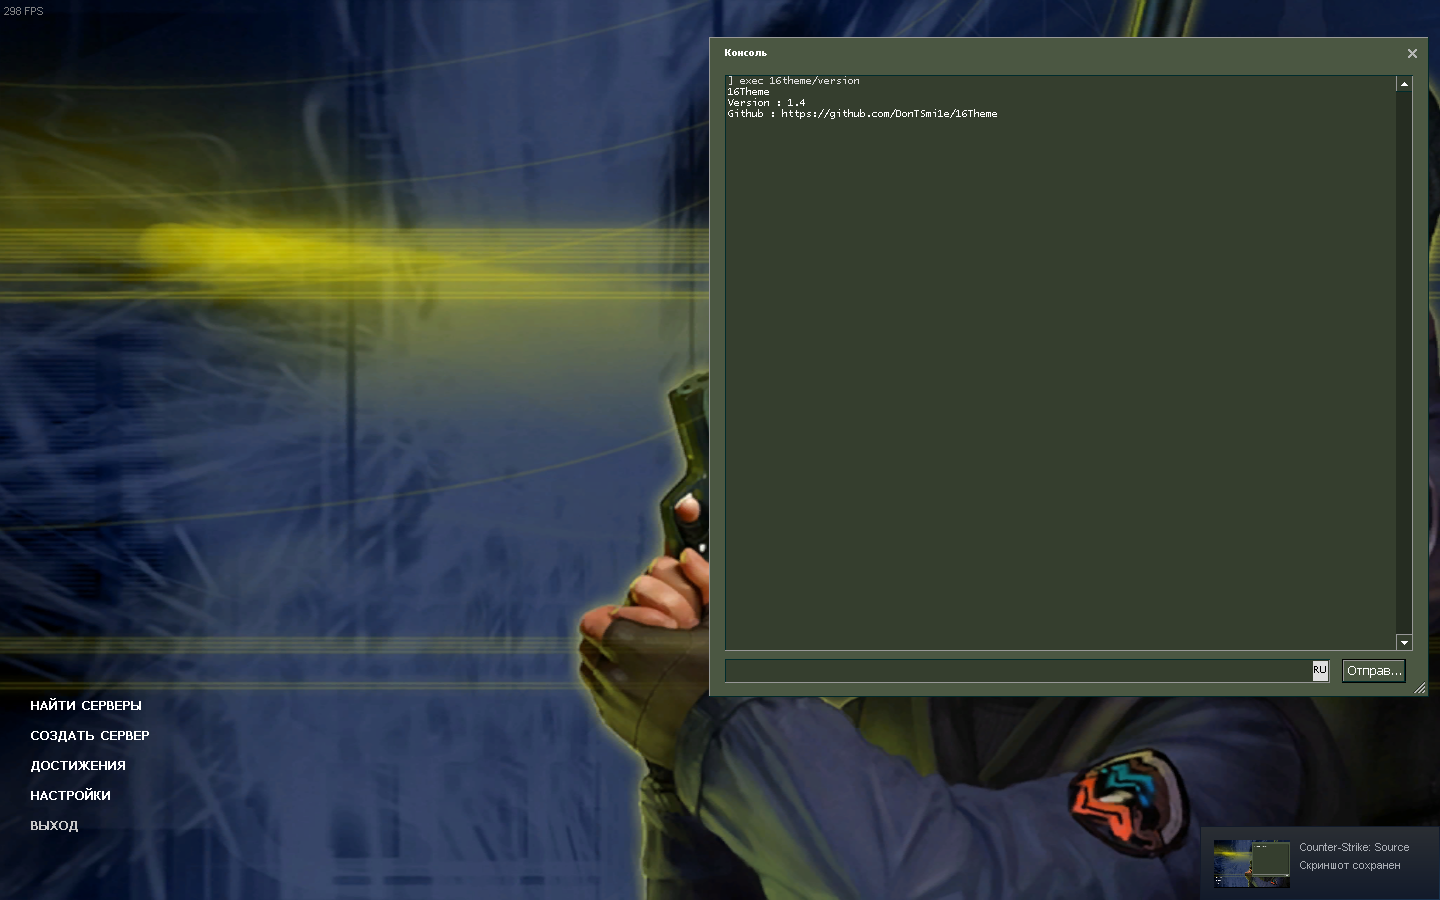 298 FPS
Консоль
] exec 16theme/version
16Theme
Version : 1.4
Github : https://github.com/DonTSmi1e/16Theme
RU
Отправ...
НАЙТИ СЕРВЕРЫ
СОЗДАТЬ СЕРВЕР
ДОСТИЖЕНИЯ
НАСТРОЙКИ
ВЫХОД
Counter-Strike: Source
Скриншот сохранен